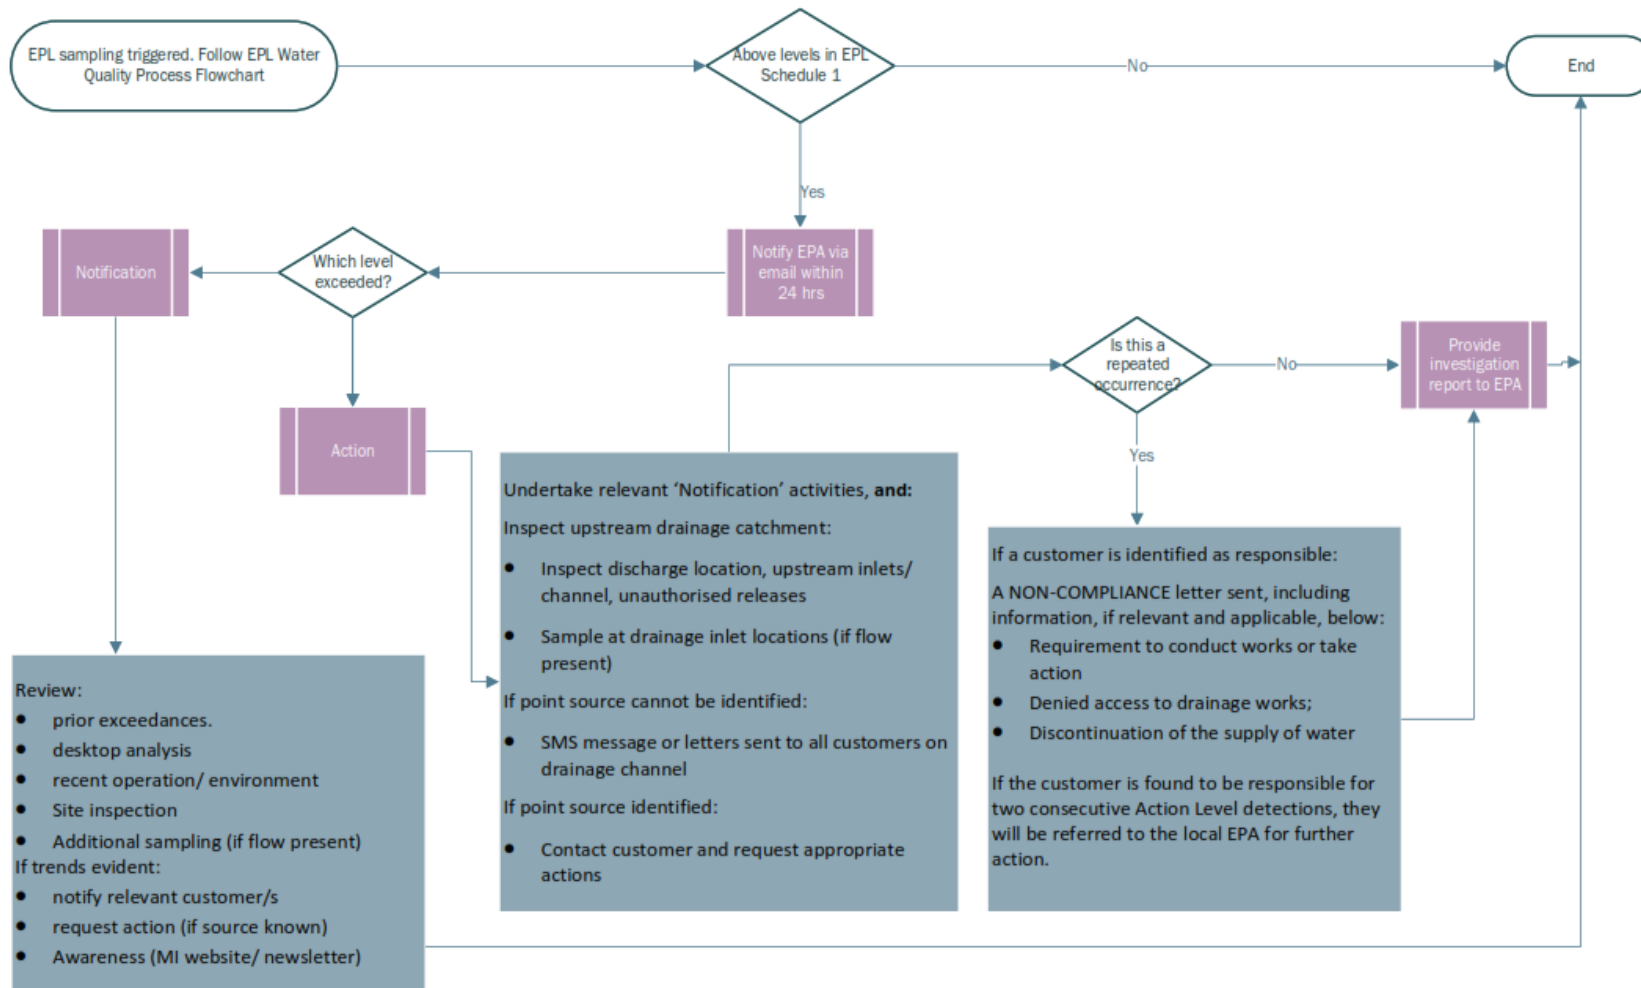 EPL sampling triggered. Follow EPL Water
Quality Process Flowchart
Above levels in EPL
Schedule 1
No
End
Yes
Notification
Which level
exceeded?
Notify EPA via
email within
24 hrs
Is this a
repeated
occurrence?
No
Provide
investigation
report to EPA
Action
Yes
Undertake relevant ‘Notification’ activities, and:
Inspect upstream drainage catchment:
● Inspect discharge location, upstream inlets/
channel, unauthorised releases
● Sample at drainage inlet locations (if flow
present)
If point source cannot be identified:
● SMS message or letters sent to all customers on
drainage channel
If point source identified:
● Contact customer and request appropriate
actions
If a customer is identified as responsible:
A NON-COMPLIANCE letter sent, including
information, if relevant and applicable, below:
● Requirement to conduct works or take
action
● Denied access to drainage works;
● Discontinuation of the supply of water
If the customer is found to be responsible for
two consecutive Action Level detections, they
will be referred to the local EPA for further
action.
Review:
● prior exceedances.
● desktop analysis
● recent operation/ environment
● Site inspection
● Additional sampling (if flow present)
If trends evident:
● notify relevant customer/s
● request action (if source known)
● Awareness (MI website/ newsletter)